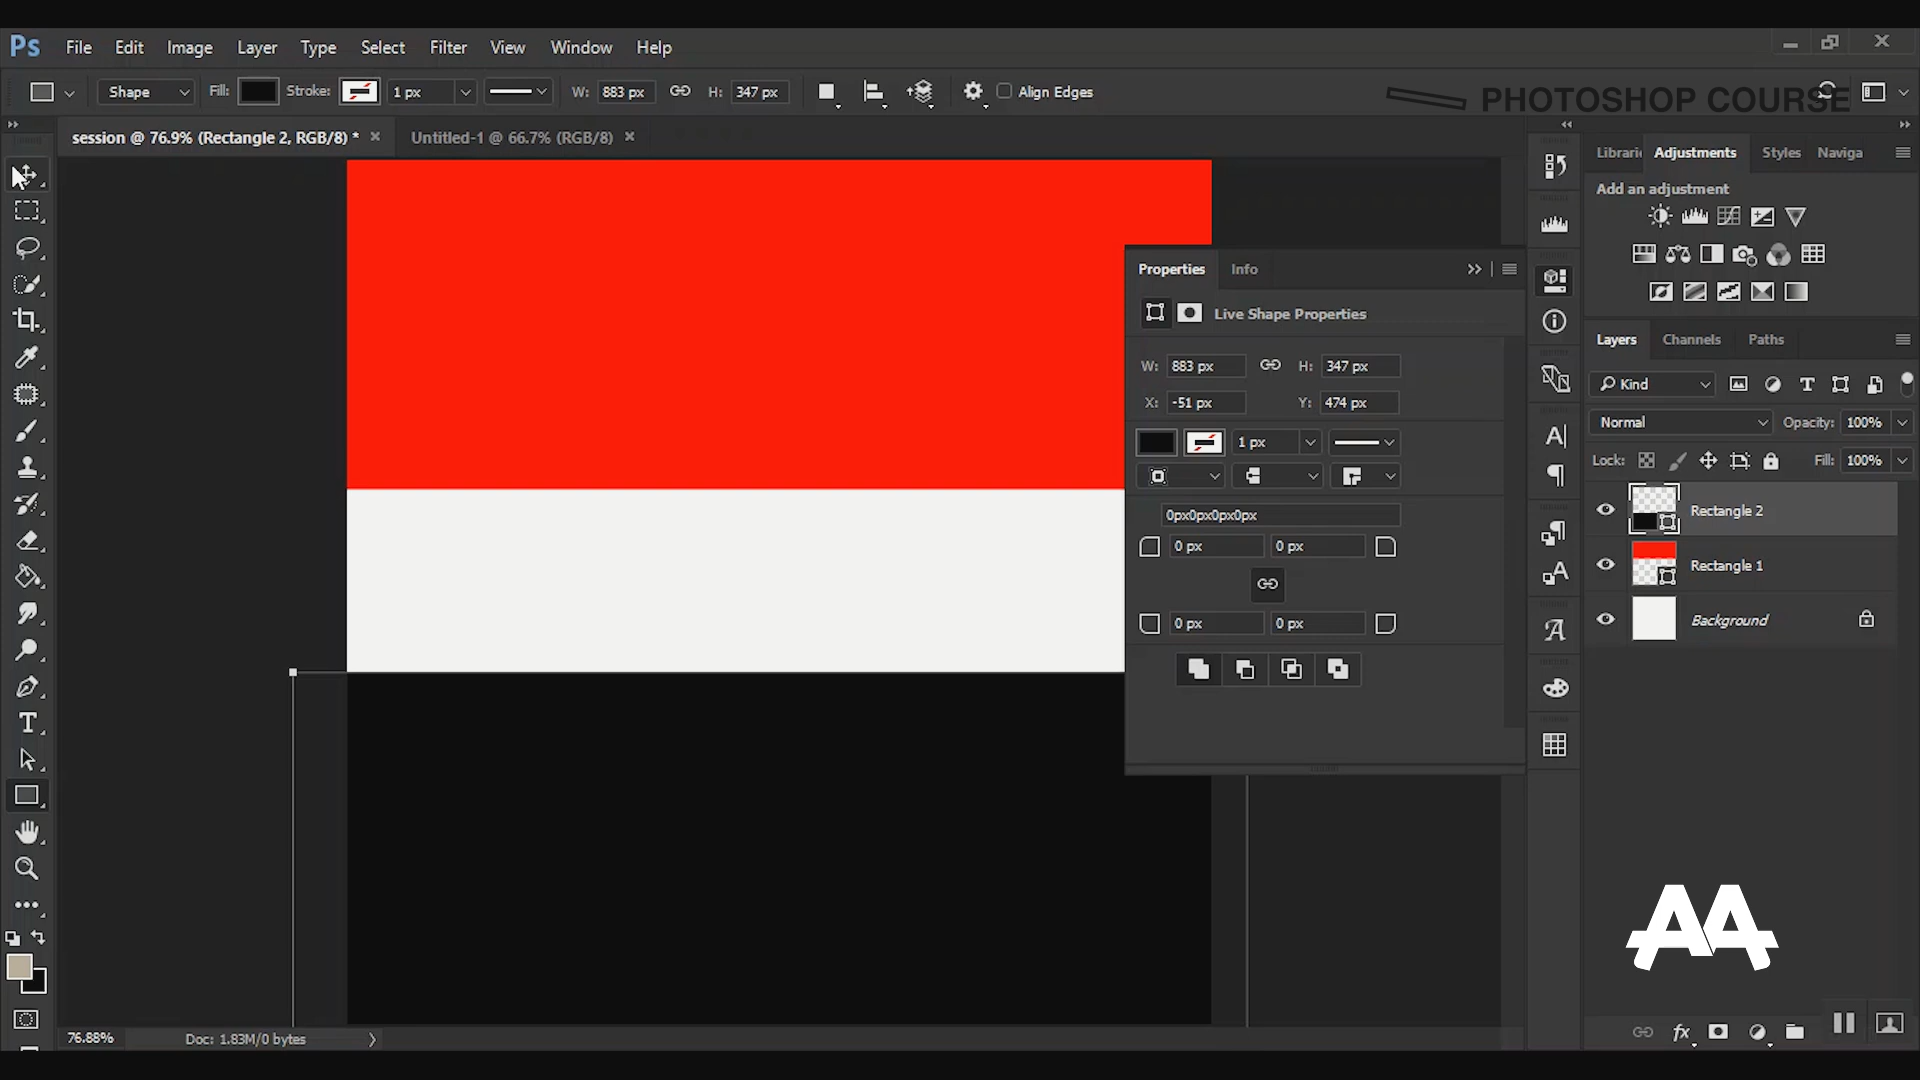 Ps File Edit Image Layer Type Select Filter View Window Help
Shape Fill: Stroke: 1 px W: 883 px H: 347 px Align Edges
PHOTOSHOP COURSE
session @ 76.9% (Rectangle 2, RGB/8) * × Untitled-1 @ 66.7% (RGB/8) ×
Librari Adjustments Styles Naviga
Add an adjustment
Properties Info
Live Shape Properties
W: 883 px H: 347 px
X: -51 px Y: 474 px
1 px
0px0px0px0px
0 px 0 px
0 px 0 px
Layers Channels Paths
Kind
Normal Opacity: 100%
Lock: Fill: 100%
Rectangle 2
Rectangle 1
Background
AA
fx
76.88% Doc: 1.83M/0 bytes